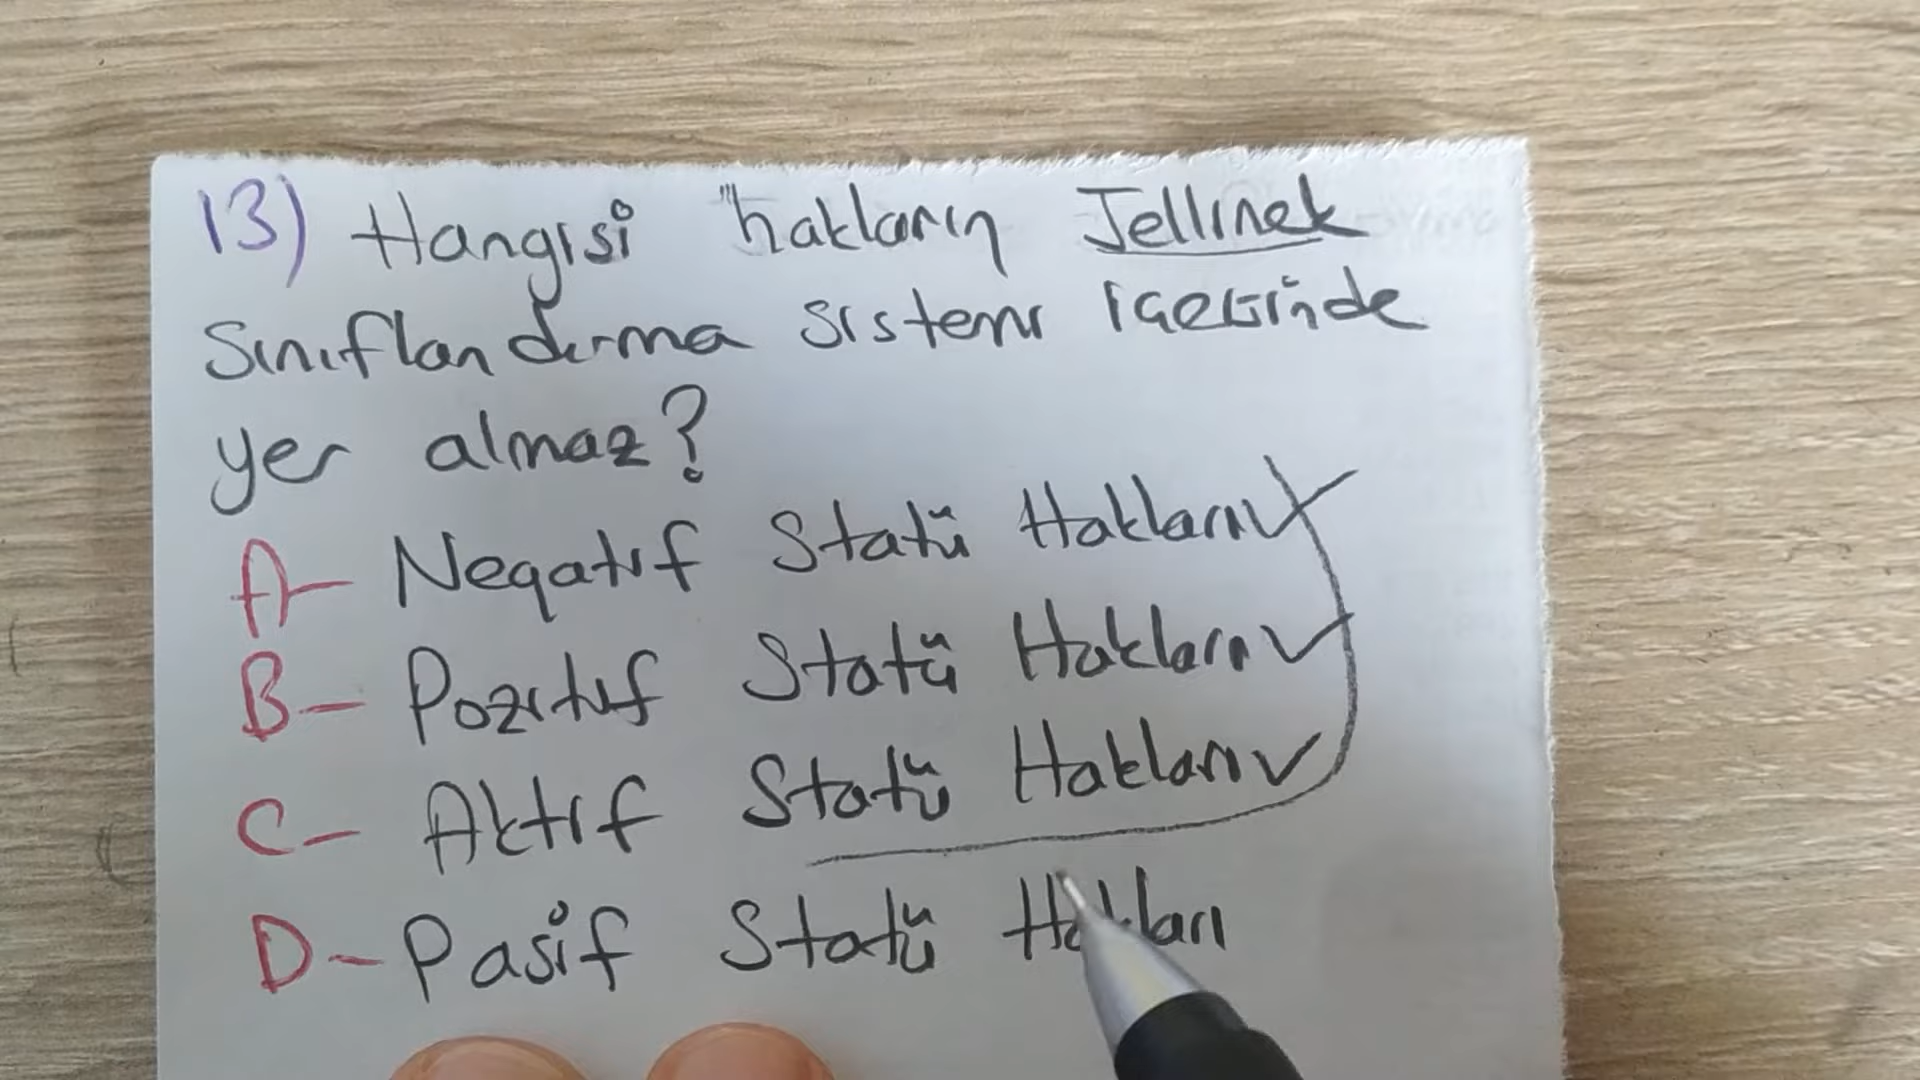 13) Hangisi hakların Jellinek
Sınıflandırma sistemi içerisinde
yer almaz?
A- Negatif Statü Hakları
B- Pozitif Statü Hakları
C- Aktif Statü Hakları
D- Pasif Statü Hakları